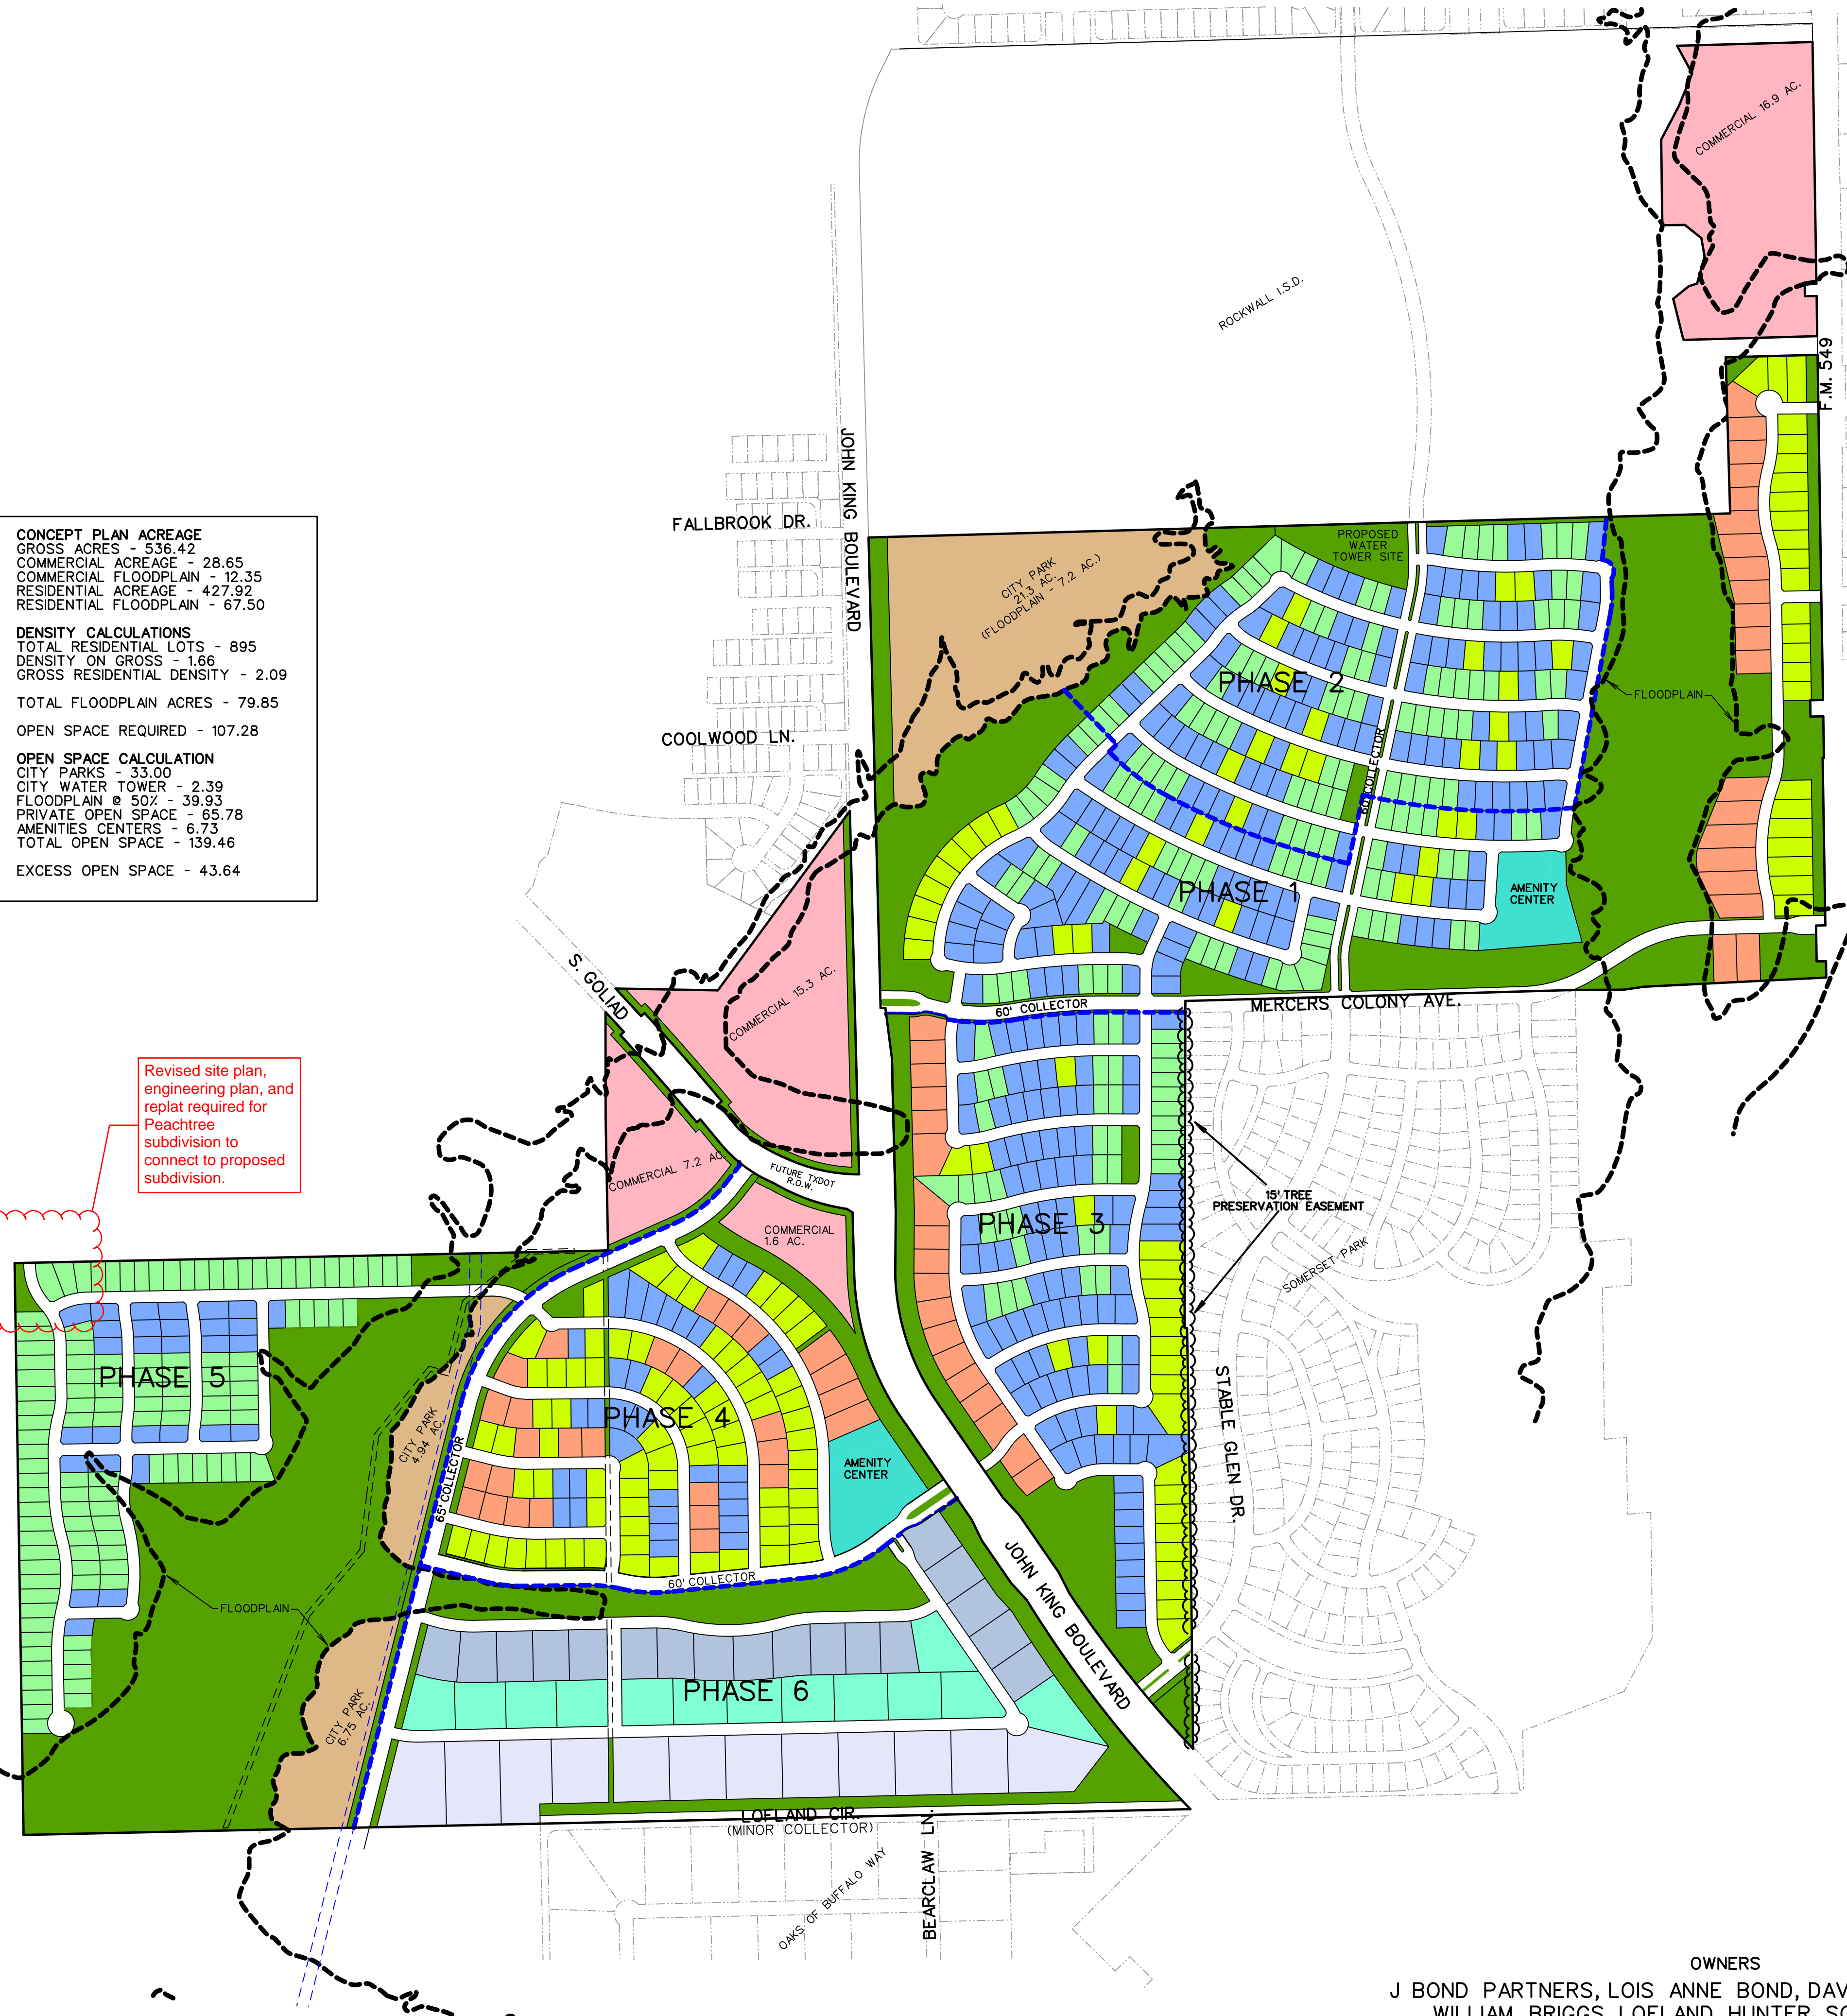 COMMERCIAL 16.9 AC.
ROCKWALL I.S.D.
F.M. 549
JOHN KING BOULEVARD
FALLBROOK DR.
COOLWOOD LN.
CONCEPT PLAN ACREAGE
GROSS ACRES - 536.42
COMMERCIAL ACREAGE - 28.65
COMMERCIAL FLOODPLAIN - 12.35
RESIDENTIAL ACREAGE - 427.92
RESIDENTIAL FLOODPLAIN - 67.50
DENSITY CALCULATIONS
TOTAL RESIDENTIAL LOTS - 895
DENSITY ON GROSS - 1.66
GROSS RESIDENTIAL DENSITY - 2.09
TOTAL FLOODPLAIN ACRES - 79.85
OPEN SPACE REQUIRED - 107.28
OPEN SPACE CALCULATION
CITY PARKS - 33.00
CITY WATER TOWER - 2.39
FLOODPLAIN @ 50% - 39.93
PRIVATE OPEN SPACE - 65.78
AMENITIES CENTERS - 6.73
TOTAL OPEN SPACE - 139.46
EXCESS OPEN SPACE - 43.64
CITY PARK
21.3 AC.
(FLOODPLAIN - 7.2 AC.)
PROPOSED
WATER
TOWER SITE
PHASE 2
FLOODPLAIN
60' COLLECTOR
PHASE 1
AMENITY
CENTER
S. GOLIAD
COMMERCIAL 15.3 AC.
60' COLLECTOR
MERCERS COLONY AVE.
Revised site plan,
engineering plan, and
replat required for
Peachtree
subdivision to
connect to proposed
subdivision.
COMMERCIAL 7.2 AC.
FUTURE TXDOT
R.O.W.
COMMERCIAL
1.6 AC.
PHASE 3
15' TREE
PRESERVATION EASEMENT
SOMERSET PARK
STABLE GLEN DR.
PHASE 5
CITY PARK
4.94 AC.
PHASE 4
65' COLLECTOR
AMENITY
CENTER
60' COLLECTOR
JOHN KING BOULEVARD
FLOODPLAIN
CITY PARK
6.75 AC.
PHASE 6
LOFLAND CIR.
(MINOR COLLECTOR)
BEARCLAW LN.
OAKS OF BUFFALO WAY
OWNERS
J BOND PARTNERS, LOIS ANNE BOND, DAV
WILLIAM BRIGGS, LOFLAND HUNTER, S